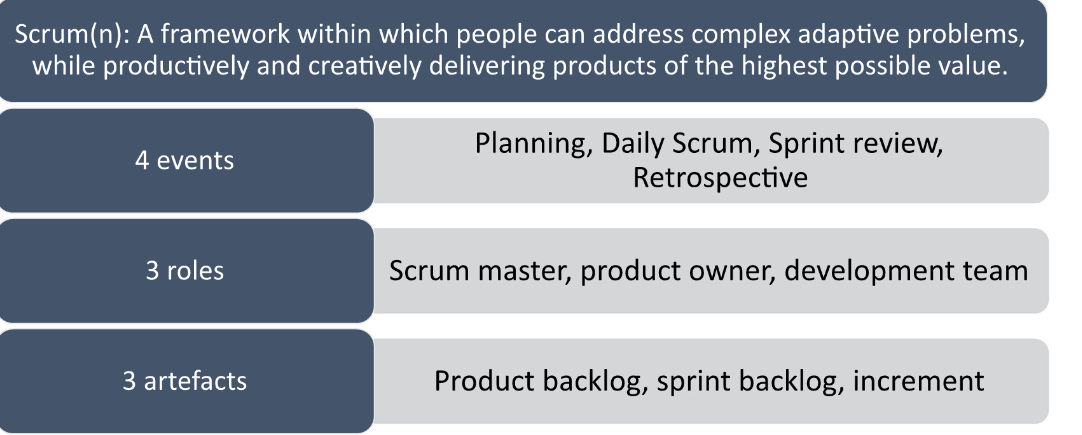 Scrum(n): A framework within which people can address complex adaptive problems,
while productively and creatively delivering products of the highest possible value.
4 events
Planning, Daily Scrum, Sprint review,
Retrospective
3 roles
Scrum master, product owner, development team
3 artefacts
Product backlog, sprint backlog, increment